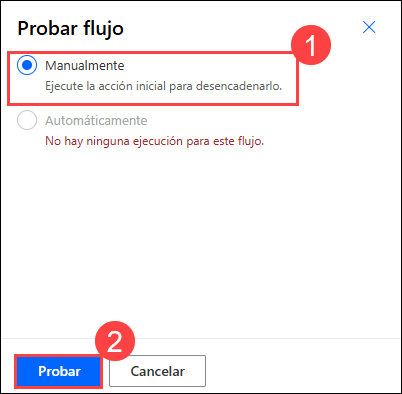 Probar flujo
1
Manualmente
Ejecute la acción inicial para desencadenarlo.
Automáticamente
No hay ninguna ejecución para este flujo.
2
Probar
Cancelar